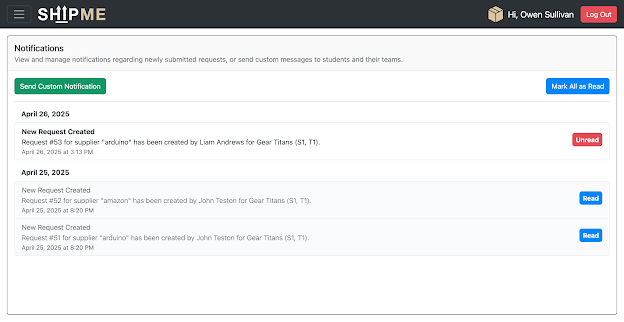 SHIPME
Hi, Owen Sullivan
Log Out
Notifications
View and manage notifications regarding newly submitted requests, or send custom messages to students and their teams.
Send Custom Notification
Mark All as Read
April 26, 2025
New Request Created
Request #53 for supplier "arduino" has been created by Liam Andrews for Gear Titans (S1, T1).
Unread
April 26, 2025 at 3:13 PM
April 25, 2025
New Request Created
Request #52 for supplier "amazon" has been created by John Teston for Gear Titans (S1, T1).
Read
April 25, 2025 at 8:20 PM
New Request Created
Request #51 for supplier "arduino" has been created by John Teston for Gear Titans (S1, T1).
Read
April 25, 2025 at 8:20 PM